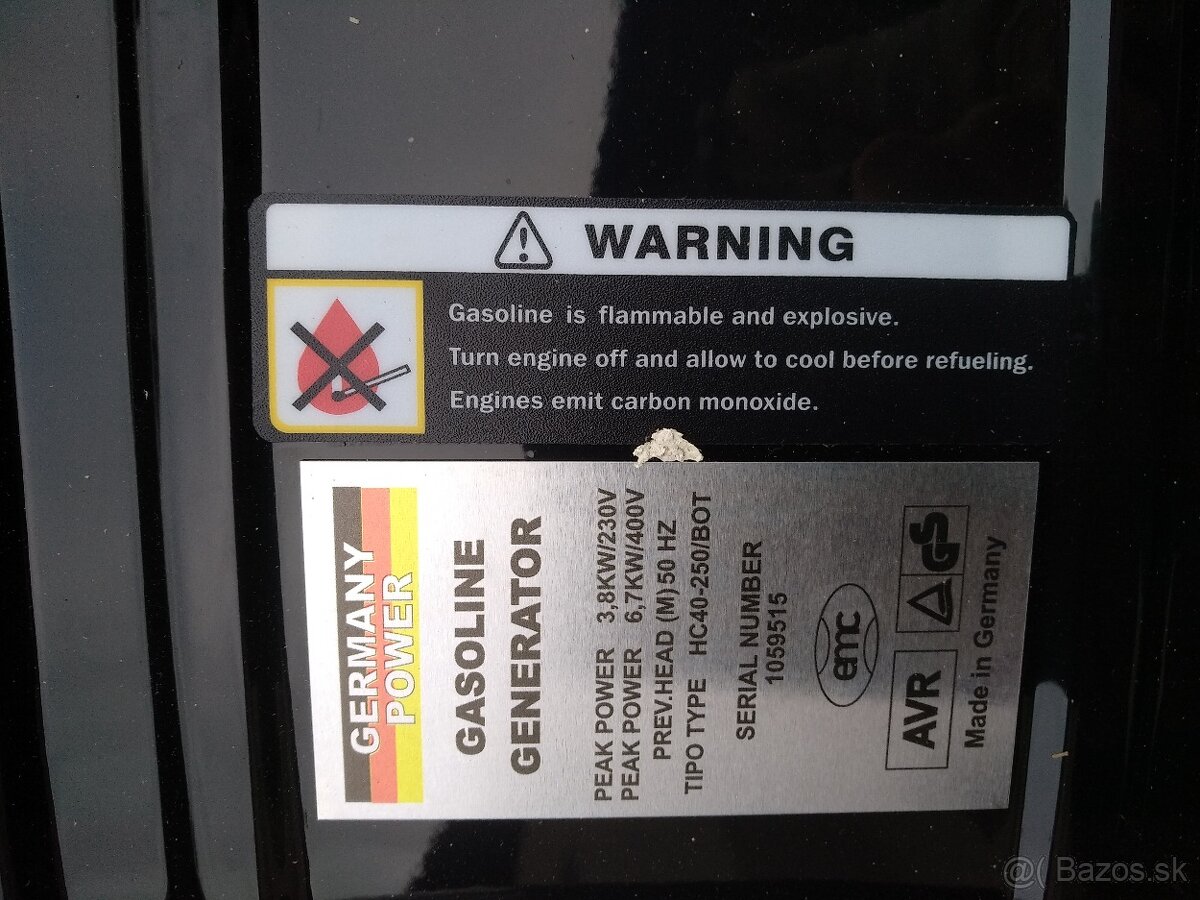 WARNING
Gasoline is flammable and explosive.
Turn engine off and allow to cool before refueling.
Engines emit carbon monoxide.
GERMANY
POWER
GASOLINE
GENERATOR
PEAK POWER 3,8KW/230V
PEAK POWER 6,7KW/400V
PREV.HEAD (M) 50 HZ
TIPO TYPE HC40-250/BOT
SERIAL NUMBER
1059515
emc
AVR GS
Made in Germany
@( Bazos.sk